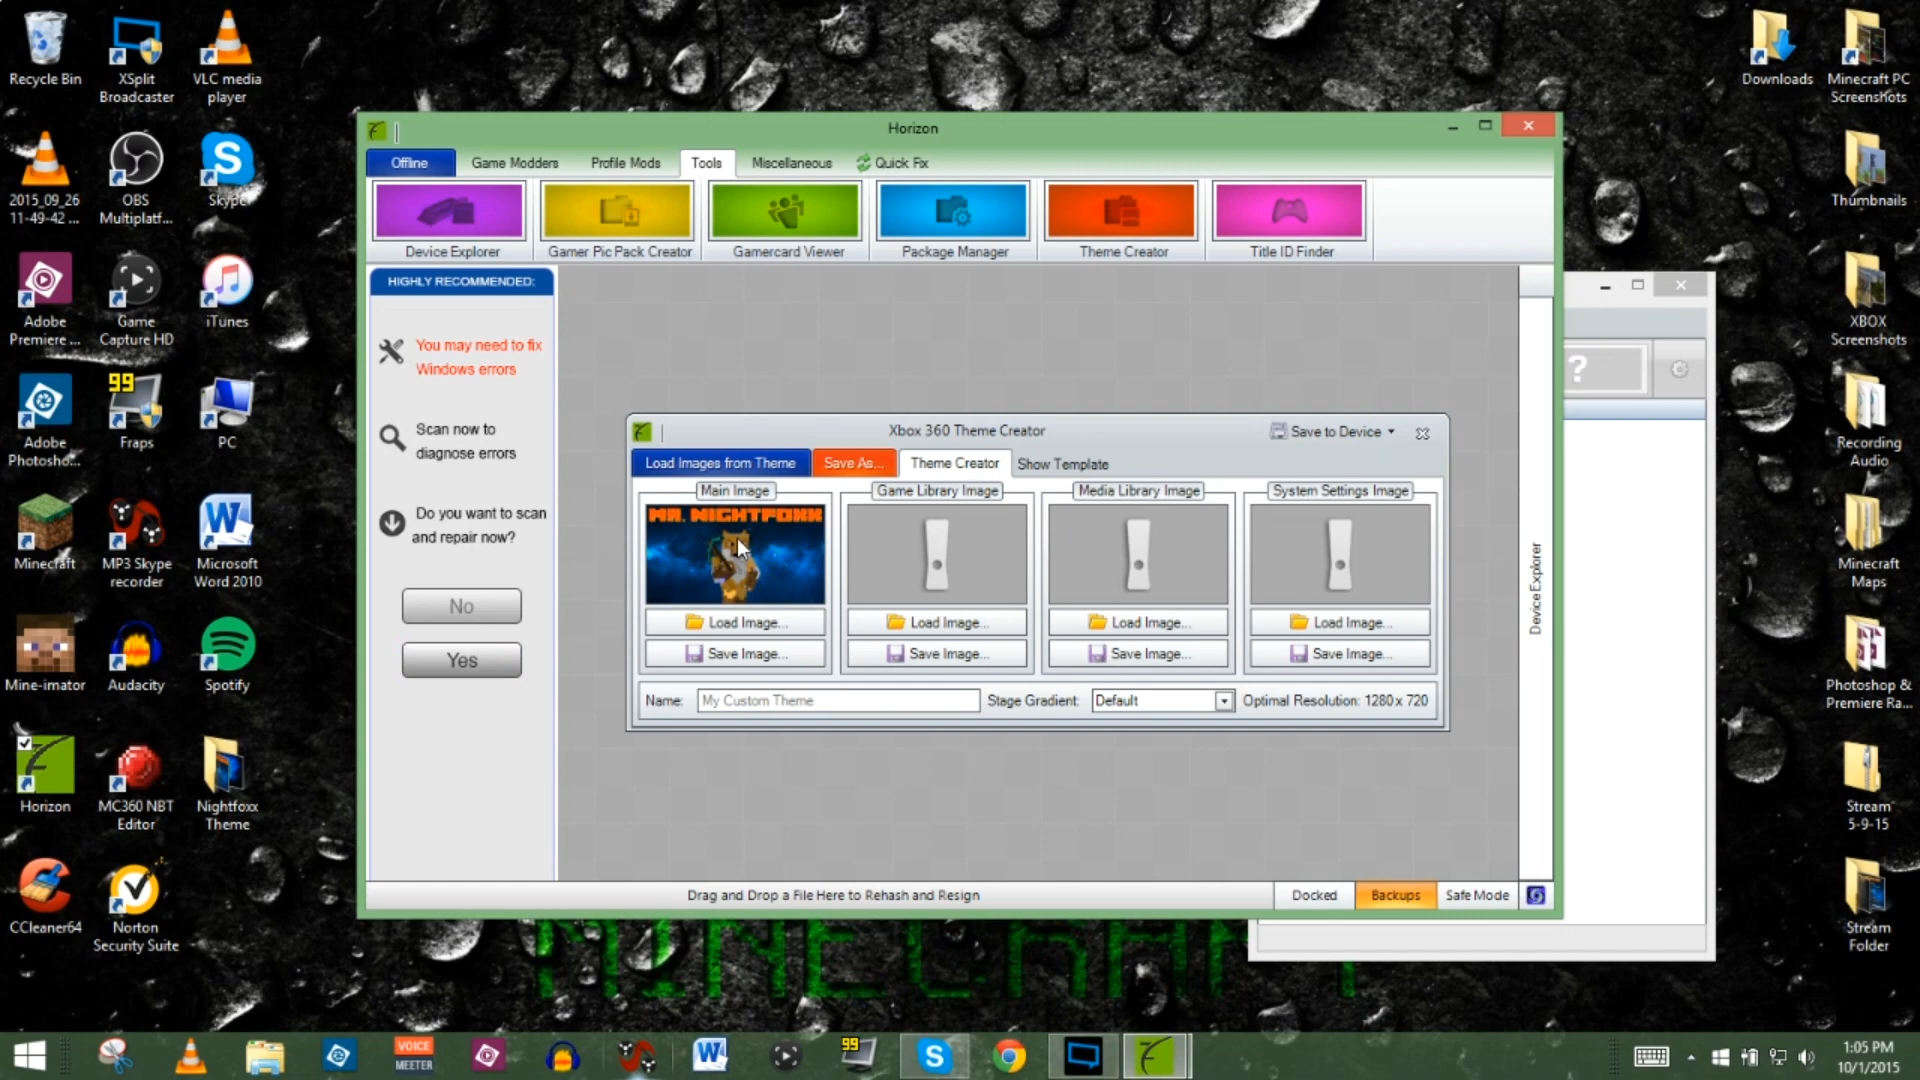 Recycle Bin
XSplit
Broadcaster
VLC media
player
2015_09_26
11-49-42 ...
OBS
Multiplatf...
Skype
Adobe
Premiere ...
Game
Capture HD
iTunes
Adobe
Photosho...
99
Fraps
PC
Minecraft
MP3 Skype
recorder
Microsoft
Word 2010
Mine-imator
Audacity
Spotify
Horizon
MC360 NBT
Editor
Nightfoxx
Theme
CCleaner64
Norton
Security Suite
Downloads
Minecraft PC
Screenshots
Thumbnails
XBOX
Screenshots
Recording
Audio
Minecraft
Maps
Photoshop &
Premiere Ra...
Stream
5-9-15
Stream
Folder
Horizon
Offline
Game Modders
Profile Mods
Tools
Miscellaneous
Quick Fix
Device Explorer
Gamer Pic Pack Creator
Gamercard Viewer
Package Manager
Theme Creator
Title ID Finder
HIGHLY RECOMMENDED:
You may need to fix
Windows errors
Scan now to
diagnose errors
Do you want to scan
and repair now?
No
Yes
Xbox 360 Theme Creator
Save to Device
Load Images from Theme
Save As...
Theme Creator
Show Template
Main Image
Game Library Image
Media Library Image
System Settings Image
MR. NIGHTFOXX
Load Image...
Load Image...
Load Image...
Load Image...
Save Image...
Save Image...
Save Image...
Save Image...
Name:
My Custom Theme
Stage Gradient:
Default
Optimal Resolution: 1280 x 720
Device Explorer
?
Drag and Drop a File Here to Rehash and Resign
Docked
Backups
Safe Mode
MINECRAFT
VOICE
MEETER
99
1:05 PM
10/1/2015